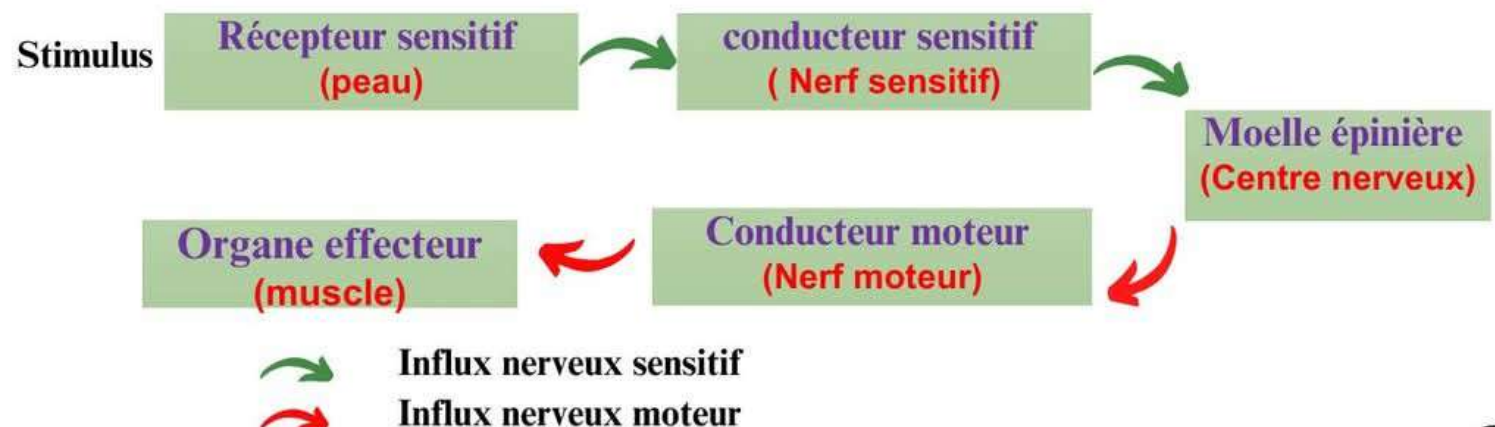 Stimulus
Récepteur sensitif
(peau)
conducteur sensitif
( Nerf sensitif)
Moelle épinière
(Centre nerveux)
Conducteur moteur
(Nerf moteur)
Organe effecteur
(muscle)
Influx nerveux sensitif
Influx nerveux moteur